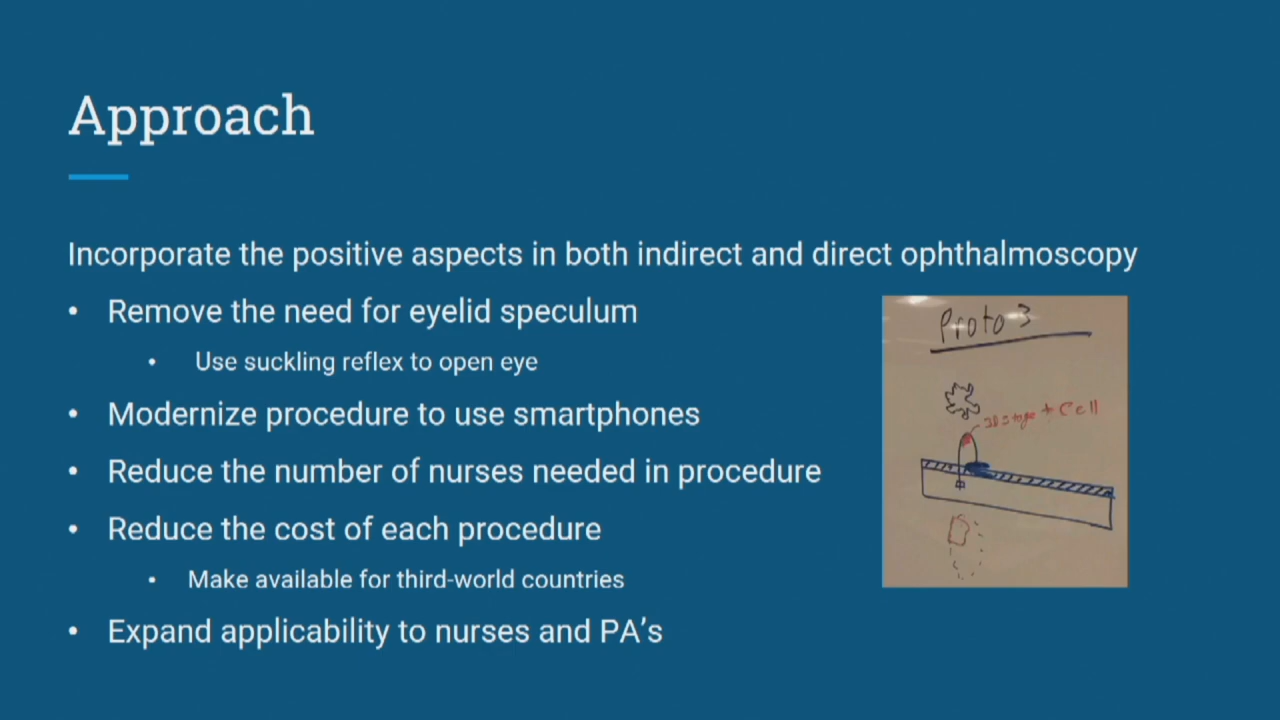 Approach
Incorporate the positive aspects in both indirect and direct ophthalmoscopy
• Remove the need for eyelid speculum
• Use suckling reflex to open eye
• Modernize procedure to use smartphones
• Reduce the number of nurses needed in procedure
• Reduce the cost of each procedure
• Make available for third-world countries
• Expand applicability to nurses and PA’s
Proto 3
+ Cell